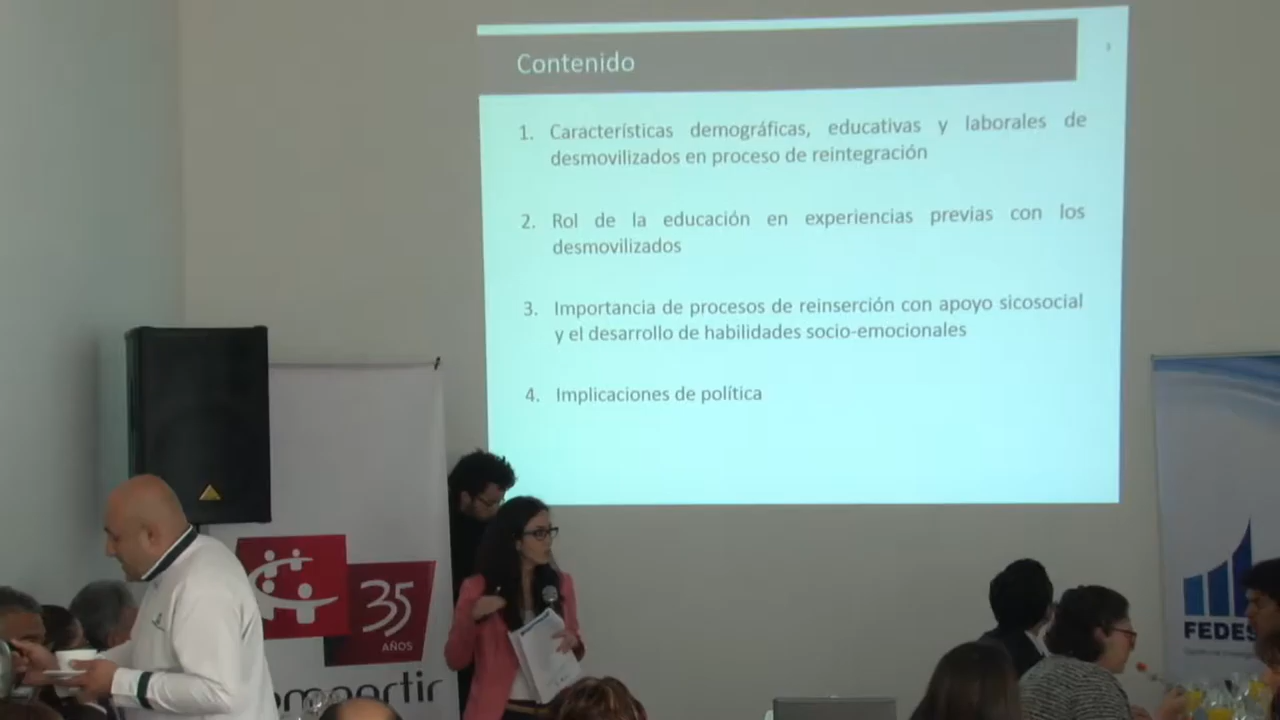 Contenido
1. Características demográficas, educativas y laborales de
desmovilizados en proceso de reintegración
2. Rol de la educación en experiencias previas con los
desmovilizados
3. Importancia de procesos de reinserción con apoyo sicosocial
y el desarrollo de habilidades socio-emocionales
4. Implicaciones de política
35
AÑOS